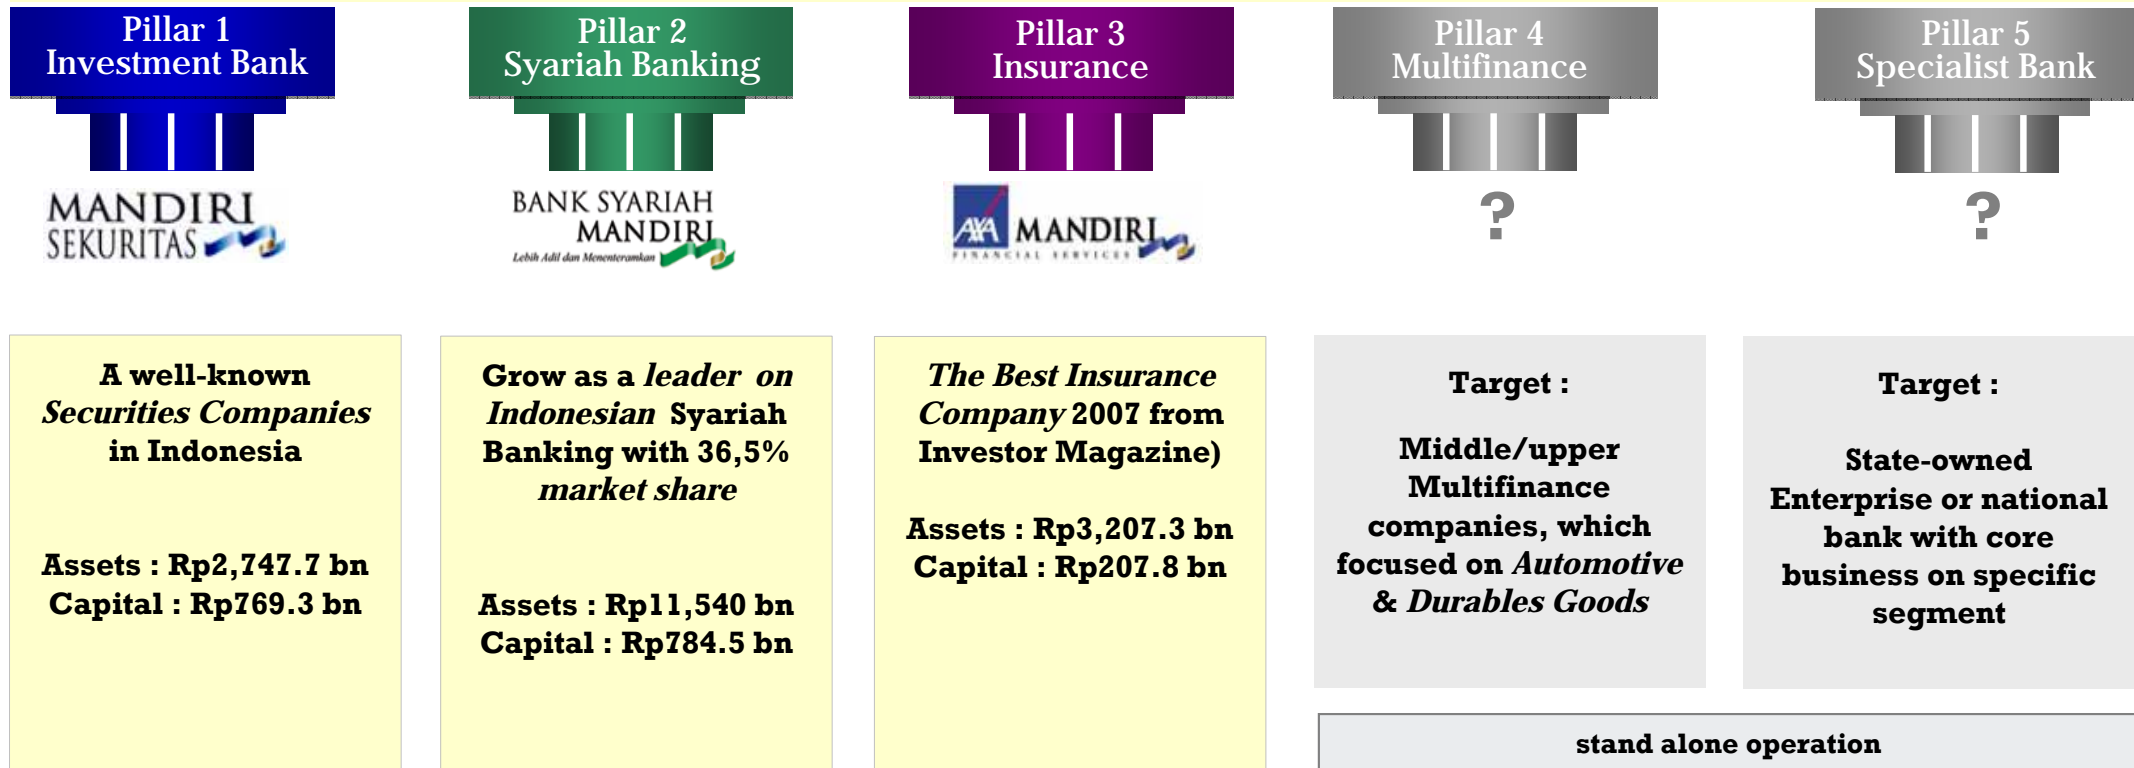 Pillar 1
Investment Bank
MANDIRI
SEKURITAS
A well-known
Securities Companies
in Indonesia
Assets : Rp2,747.7 bn
Capital : Rp769.3 bn
Pillar 2
Syariah Banking
BANK SYARIAH
MANDIRI
Lebih Adil dan Menenteramkan
Grow as a leader on
Indonesian Syariah
Banking with 36,5%
market share
Assets : Rp11,540 bn
Capital : Rp784.5 bn
Pillar 3
Insurance
AXA MANDIRI
FINANCIAL SERVICES
The Best Insurance
Company 2007 from
Investor Magazine)
Assets : Rp3,207.3 bn
Capital : Rp207.8 bn
Pillar 4
Multifinance
?
Target :
Middle/upper
Multifinance
companies, which
focused on Automotive
& Durables Goods
Pillar 5
Specialist Bank
?
Target :
State-owned
Enterprise or national
bank with core
business on specific
segment
stand alone operation